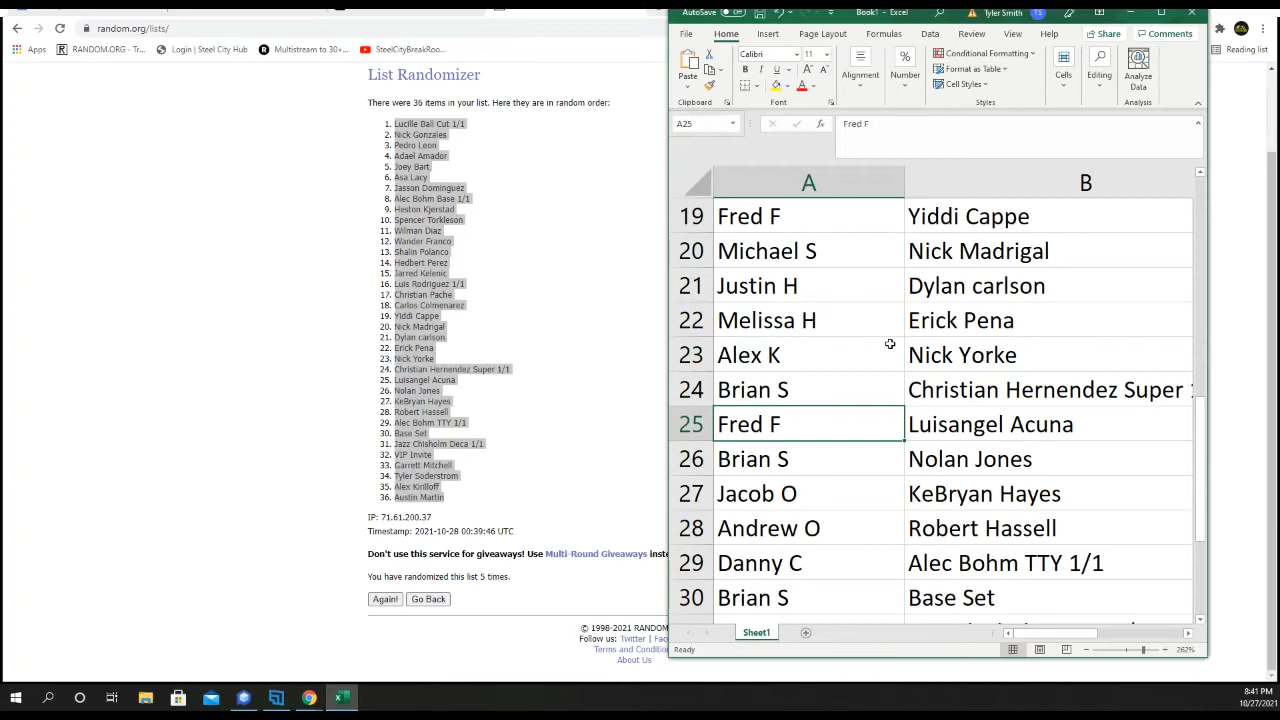 AutoSave Off Book1 - Excel Tyler Smith TS
random.org/lists/
Apps RANDOM.ORG - Tr... Login | Steel City Hub Multistream to 30+... SteelCityBreakRoo... Reading list
File Home Insert Page Layout Formulas Data Review View Help Share Comments
Paste Calibri 11 Alignment Number Conditional Formatting Format as Table Cell Styles Cells Editing Analyze Data
Clipboard Font Styles Analysis
A25 Fred F
List Randomizer
There were 36 items in your list. Here they are in random order:
1. Lucille Ball Cut 1/1
2. Nick Gonzales
3. Pedro Leon
4. Adael Amador
5. Joey Bart
6. Asa Lacy
7. Jasson Dominguez
8. Alec Bohm Base 1/1
9. Heston Kjerstad
10. Spencer Torkleson
11. Wilman Diaz
12. Wander Franco
13. Shalin Polanco
14. Hedbert Perez
15. Jarred Kelenic
16. Luis Rodriguez 1/1
17. Christian Pache
18. Carlos Colmenarez
19. Yiddi Cappe
20. Nick Madrigal
21. Dylan carlson
22. Erick Pena
23. Nick Yorke
24. Christian Hernendez Super 1/1
25. Luisangel Acuna
26. Nolan Jones
27. KeBryan Hayes
28. Robert Hassell
29. Alec Bohm TTY 1/1
30. Base Set
31. Jazz Chisholm Deca 1/1
32. VIP Invite
33. Garrett Mitchell
34. Tyler Soderstrom
35. Alex Kirilloff
36. Austin Martin
IP: 71.61.200.37
Timestamp: 2021-10-28 00:39:46 UTC
Don't use this service for giveaways! Use Multi-Round Giveaways inste
You have randomized this list 5 times.
Again! Go Back
© 1998-2021 RANDOM
Follow us: Twitter | Fac
Terms and Conditio
About Us
A B
19 Fred F Yiddi Cappe
20 Michael S Nick Madrigal
21 Justin H Dylan carlson
22 Melissa H Erick Pena
23 Alex K Nick Yorke
24 Brian S Christian Hernendez Super
25 Fred F Luisangel Acuna
26 Brian S Nolan Jones
27 Jacob O KeBryan Hayes
28 Andrew O Robert Hassell
29 Danny C Alec Bohm TTY 1/1
30 Brian S Base Set
Sheet1
Ready 262%
8:41 PM
10/27/2021